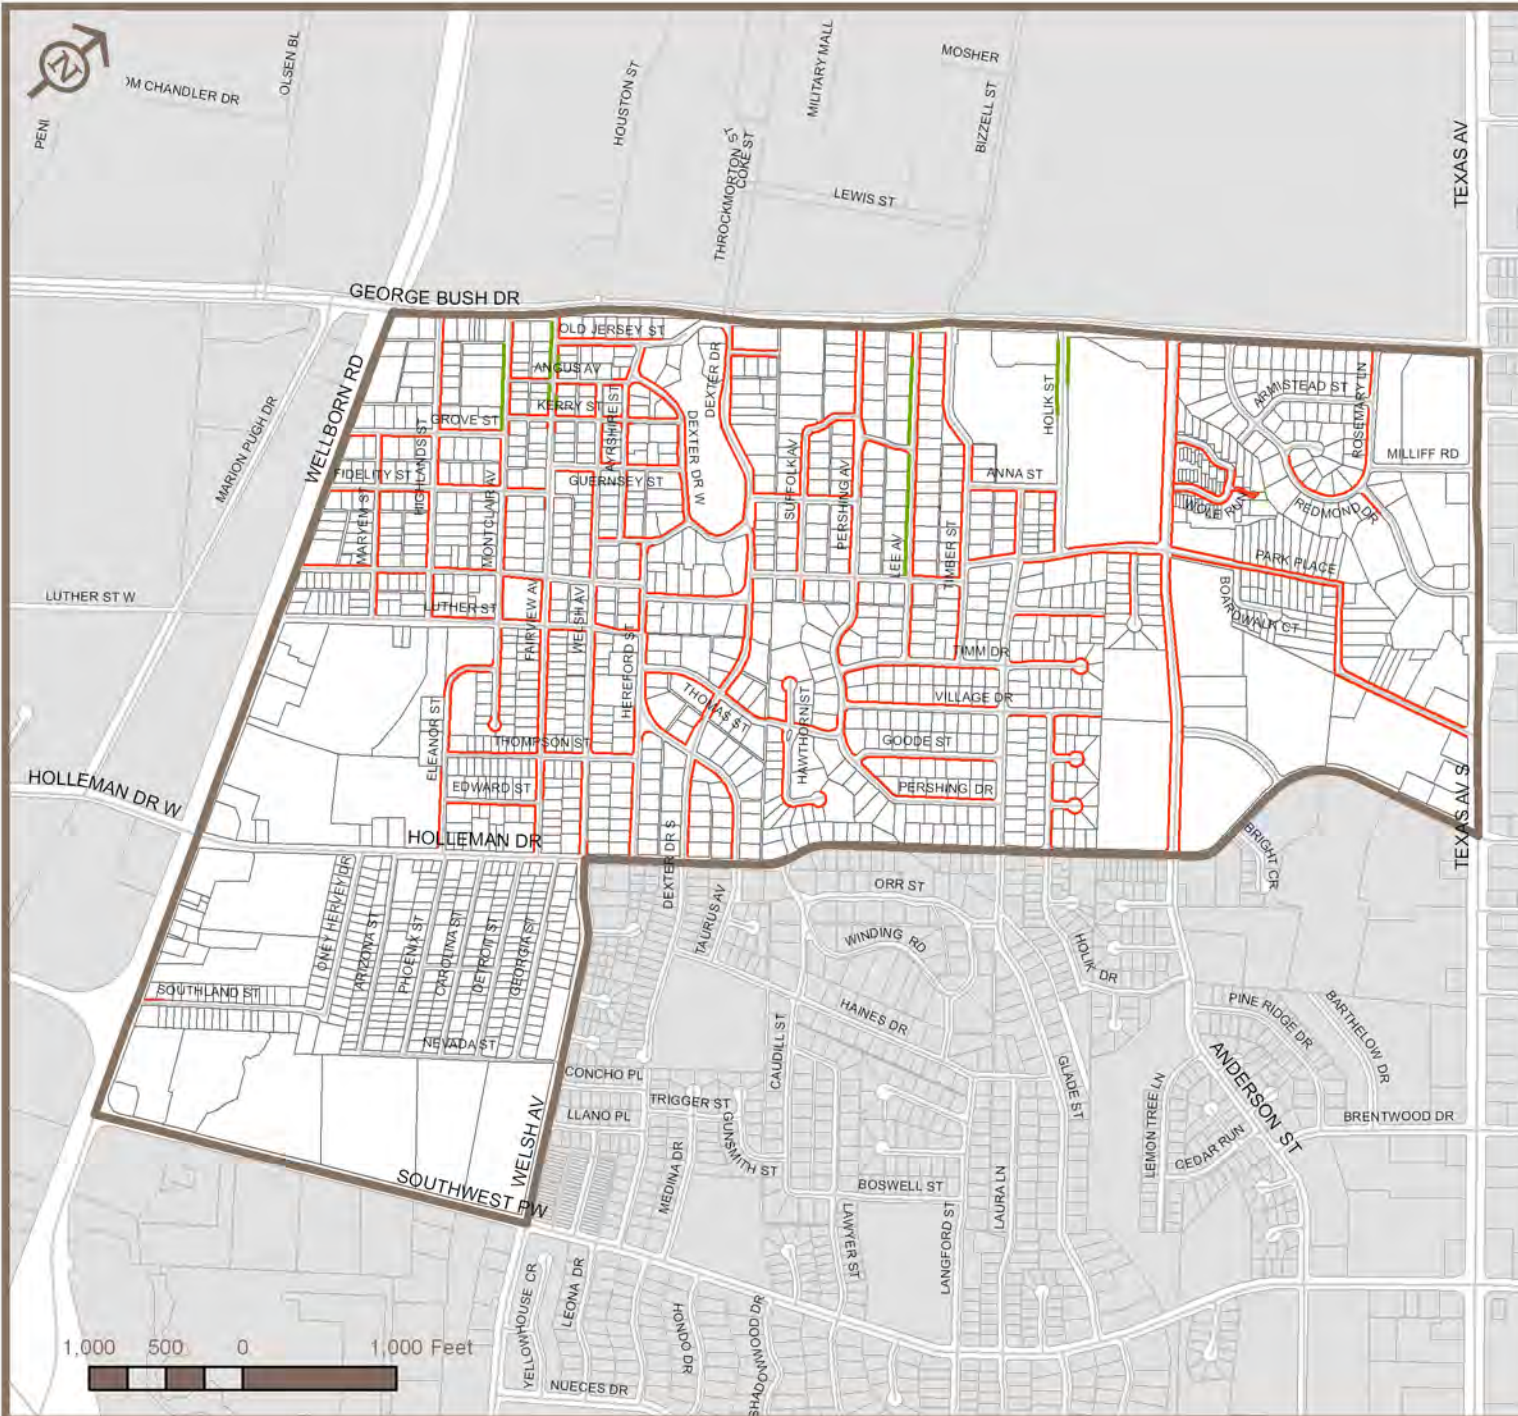 N
OM CHANDLER DR
OLSEN BL
PENI
HOUSTON ST
MILITARY MALL
MOSHER
BIZZELL ST
THROCKMORTON ST
COKE ST
LEWIS ST
TEXAS AV
GEORGE BUSH DR
WELLBORN RD
MARION PUGH DR
OLD JERSEY ST
ANGUS AV
KERRY ST
GROVE ST
AYRSHIRE ST
DEXTER DR
DEXTER DR W
HOLIK ST
ARMISTEAD ST
ROSEMARY LN
MILLIFF RD
FIDELITY ST
HIGHLANDS ST
GUERNSEY ST
MARYEM ST
MONTCLAIR AV
SUFFOLK AV
PERSHING AV
ANNA ST
WOLF RUN
REDMOND DR
LEE AV
TIMBER ST
PARK PLACE
BOARDWALK CT
LUTHER ST W
LUTHER ST
FAIRVIEW AV
WELSH AV
HEREFORD ST
TIMM DR
THOMAS ST
HAWTHORN ST
VILLAGE DR
ELEANOR ST
THOMPSON ST
GOODE ST
EDWARD ST
PERSHING DR
HOLLEMAN DR W
HOLLEMAN DR
TEXAS AV S
BRIGHT CR
DEXTER DR S
TAURUS AV
ORR ST
WINDING RD
HOLIK DR
ONEY HERVEY DR
ARIZONA ST
PHOENIX ST
CAROLINA ST
DETROIT ST
GEORGIA ST
SOUTHLAND ST
NEVADA ST
HAINES DR
PINE RIDGE DR
BARTHELOW DR
CAUDILL ST
GLADE ST
ANDERSON ST
CONCHO PL
TRIGGER ST
LLANO PL
GUNSMITH ST
WELSH AV
LEMON TREE LN
CEDAR RUN
BRENTWOOD DR
MEDINA DR
BOSWELL ST
SOUTHWEST PW
LAWYER ST
LANGFORD ST
LAURA LN
YELLOWHOUSE CR
LEONA DR
HONDO DR
SHADOWWOOD DR
NUECES DR
1,000 500 0 1,000 Feet